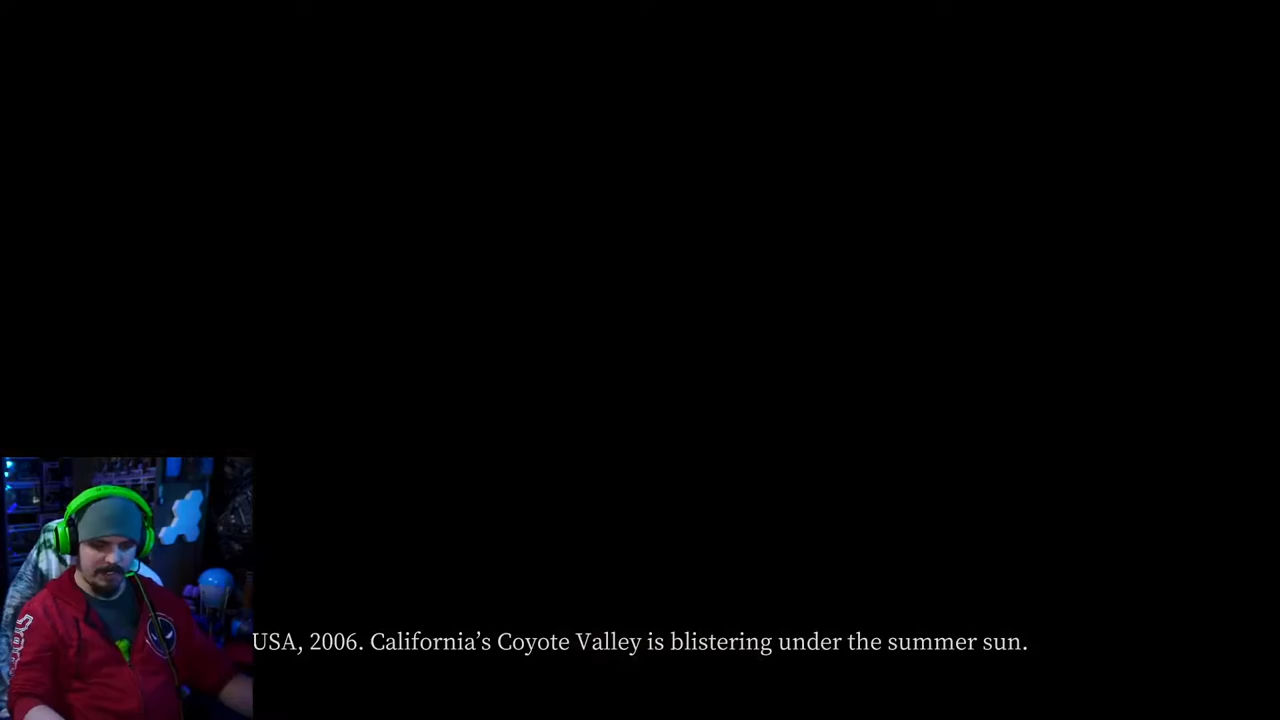 USA, 2006. California’s Coyote Valley is blistering under the summer sun.